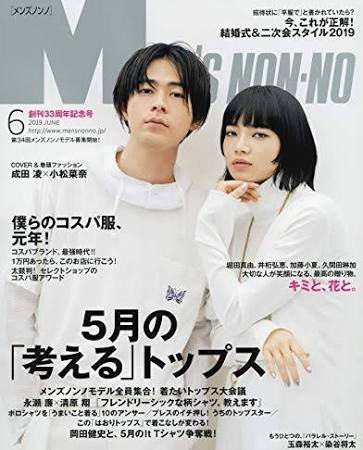 [メンズノンノ]
招待状に「平服で」と書かれていたら?
今、これが正解!
結婚式&二次会スタイル2019
M 's NON-NO
6
創刊33周年記念号
2019 JUNE
http://www.mensnonno.jp/
第34回メンズノンノモデル募集開始!
COVER & 巻頭ファッション
成田 凌×小松菜奈
僕らのコスパ服、
元年!
コスパブランド、最強時代!!
1万円あったら、このお店に行こう!
太鼓判! セレクトショップの
コスパ服アワード
堀田真由、井桁弘恵、加藤小夏、久間田琳加
大切な人が笑顔になる、最高の贈り物。
キミと、花と。
5月の
「考える」トップス
メンズノンノモデル全員集合! 着たいトップス大会議
永瀬 廉×清原 翔「フレンドリーシックな柄シャツ、教えます」
ポロシャツを「うまいこと着る」10のアンサー/プレスのイチ押し! うちのトップスター/
この「はおりトップス」で着こなしが変わる!
岡田健史と、5月のIt Tシャツ争奪戦!
もうひとつの、「パラレル・ストーリー」
玉森裕太×染谷将太